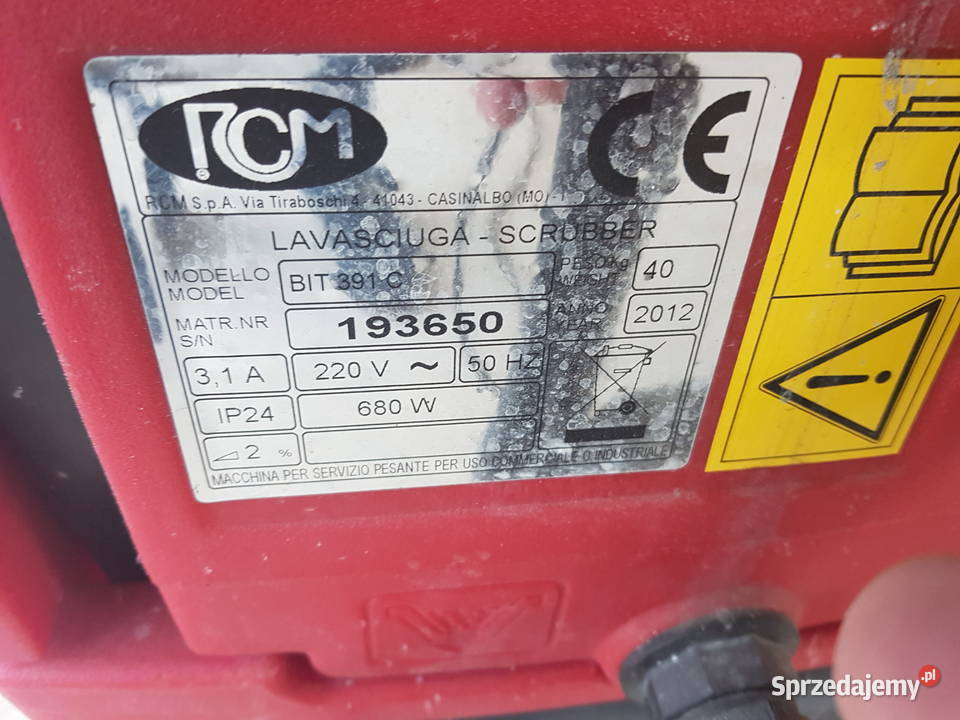 RCM
CE
RCM S.p.A. Via Tiraboschi 4 - 41043 - CASINALBO (MO) - I
LAVASCIUGA - SCRUBBER
MODELLO
MODEL
BIT 391 C
PESO Kg
WEIGHT
40
MATR.NR
S/N
193650
ANNO
YEAR
2012
3,1 A
220 V ~
50 HZ
IP24
680 W
2 %
MACCHINA PER SERVIZIO PESANTE PER USO COMMERCIALE O INDUSTRIALE
Sprzedajemy.pl